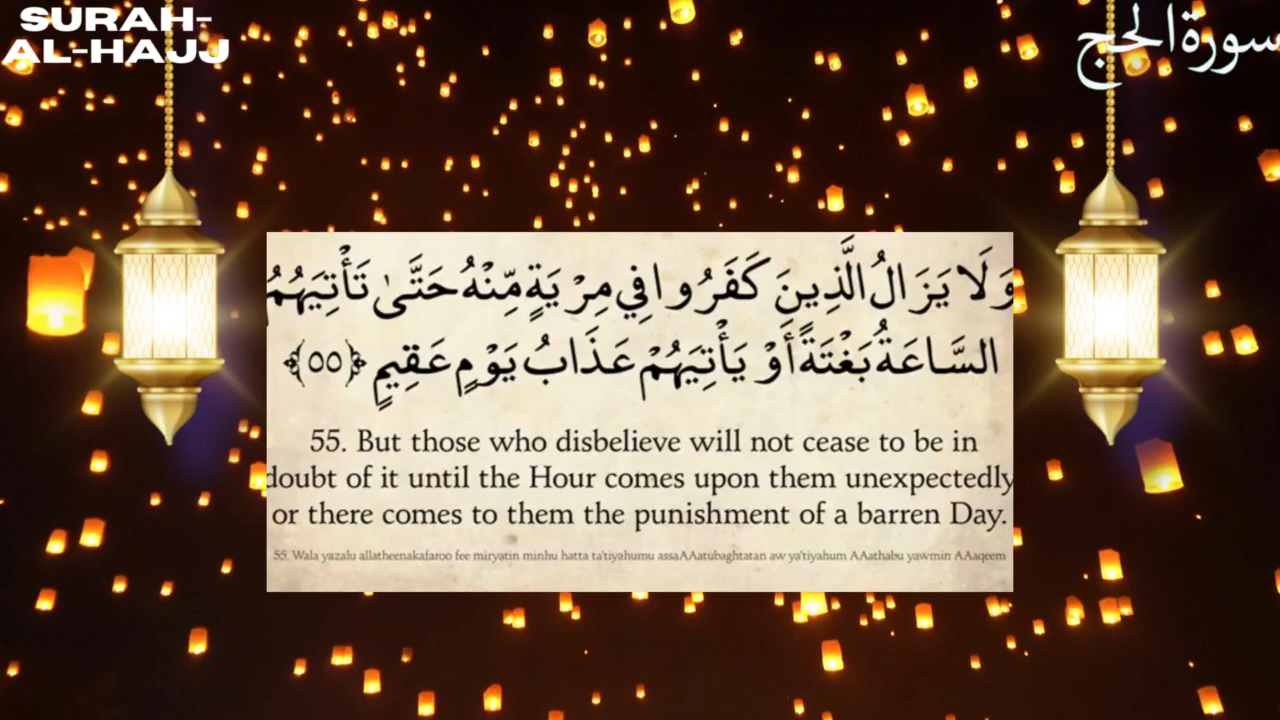 SURAH-
AL-HAJJ
سورة الحج
وَلَا يَزَالُ الَّذِينَ كَفَرُوا فِي مِرْيَةٍ مِّنْهُ حَتَّىٰ تَأْتِيَهُمُ
السَّاعَةُ بَغْتَةً أَوْ يَأْتِيَهُمْ عَذَابُ يَوْمٍ عَقِيمٍ ﴿٥٥﴾
55. But those who disbelieve will not cease to be in
doubt of it until the Hour comes upon them unexpectedly
or there comes to them the punishment of a barren Day.
55. Wala yazalu allatheenakafaroo fee miryatin minhu hatta ta'tiyahumu assaAAatubaghtatan aw ya'tiyahum AAathabu yawmin AAaqeem